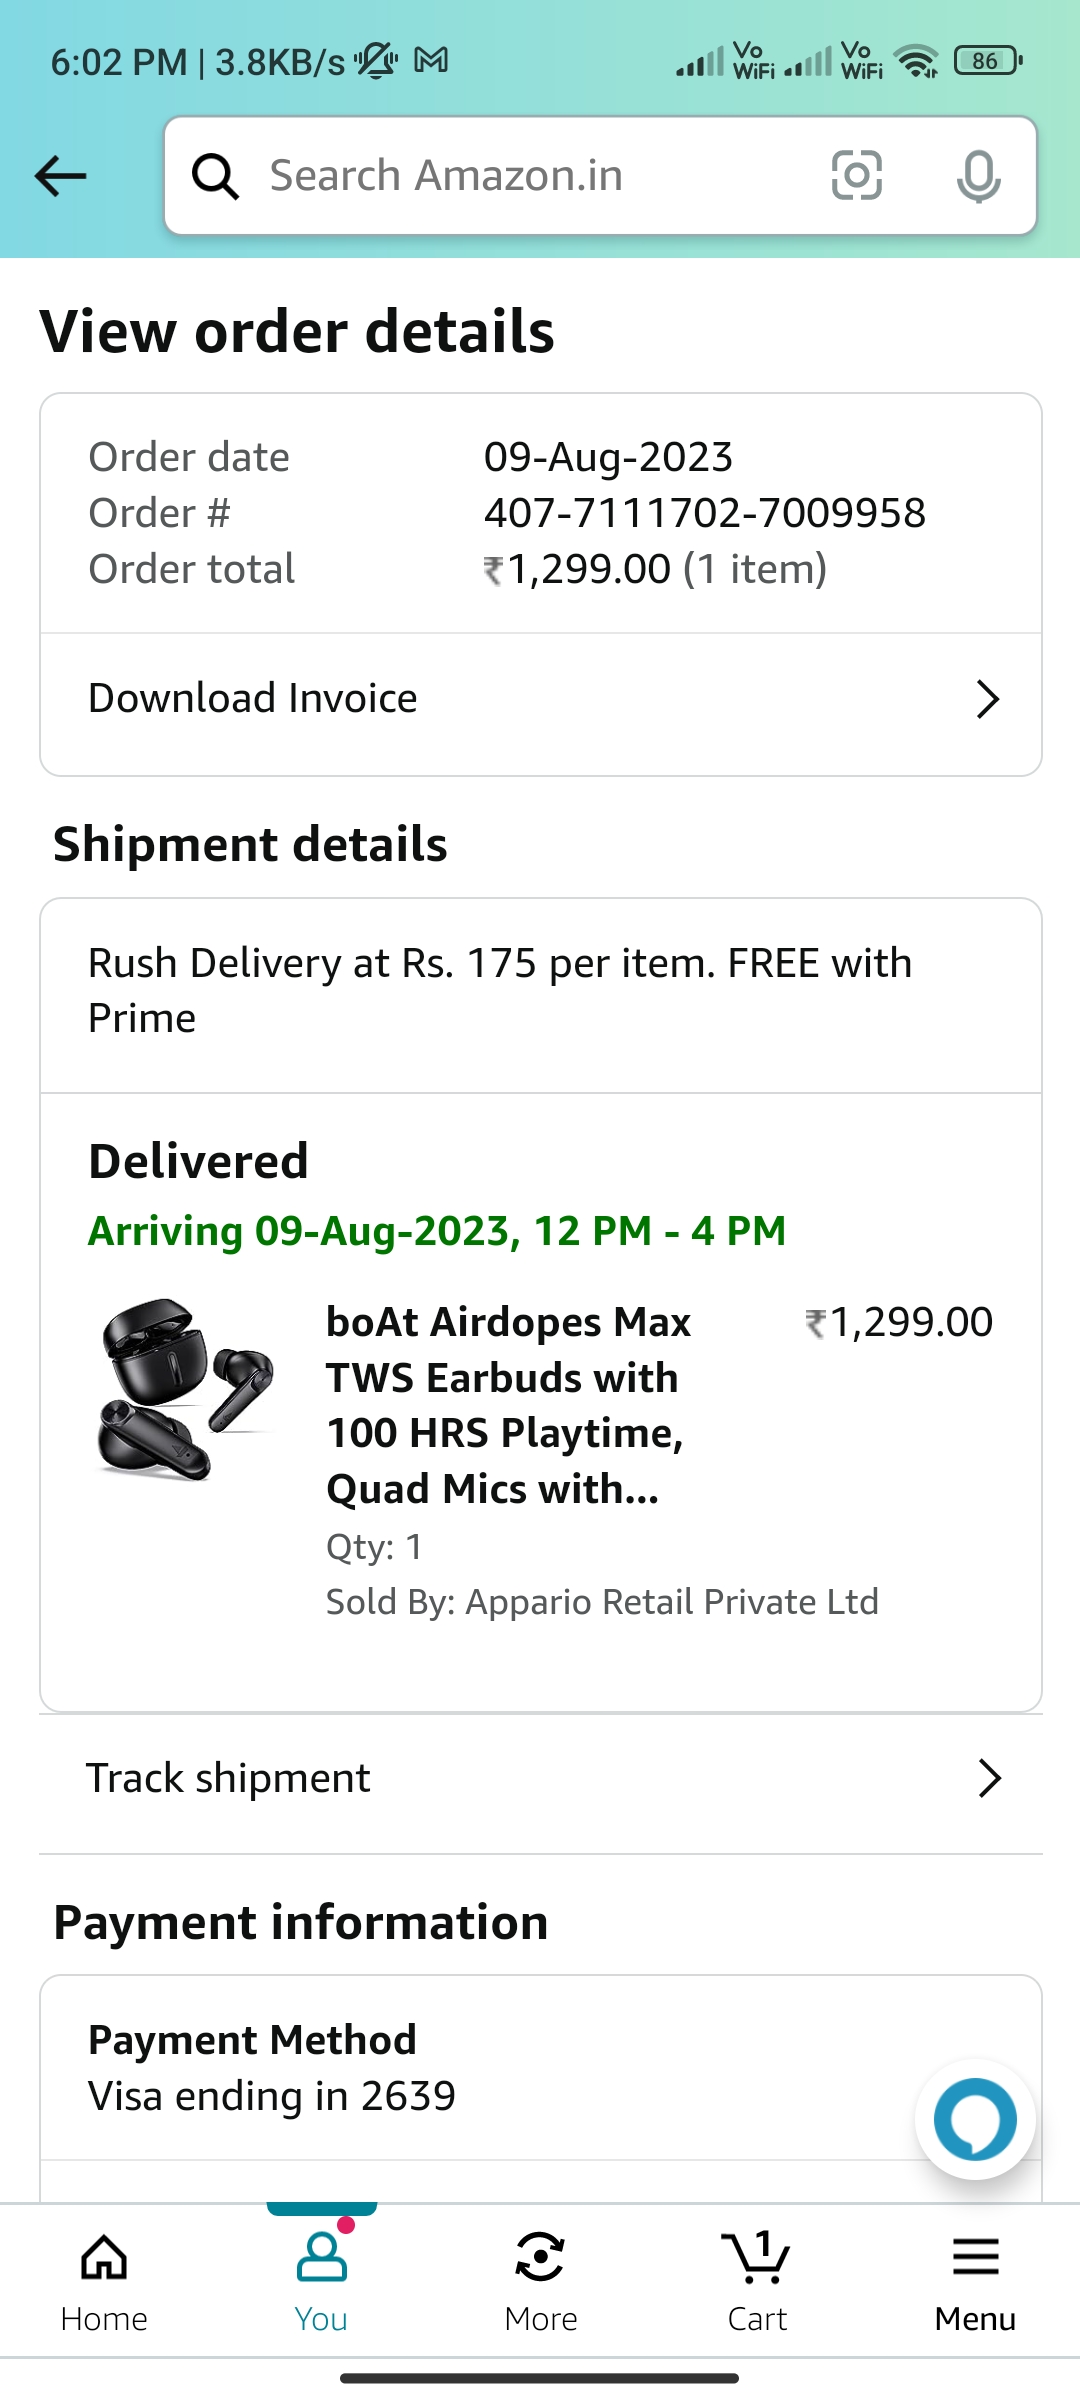 6:02 PM | 3.8KB/s
Vo WiFi Vo WiFi 86
Search Amazon.in
View order details
Order date 09-Aug-2023
Order # 407-7111702-7009958
Order total ₹1,299.00 (1 item)
Download Invoice
Shipment details
Rush Delivery at Rs. 175 per item. FREE with
Prime
Delivered
Arriving 09-Aug-2023, 12 PM - 4 PM
boAt Airdopes Max ₹1,299.00
TWS Earbuds with
100 HRS Playtime,
Quad Mics with...
Qty: 1
Sold By: Appario Retail Private Ltd
Track shipment
Payment information
Payment Method
Visa ending in 2639
1
Home You More Cart Menu